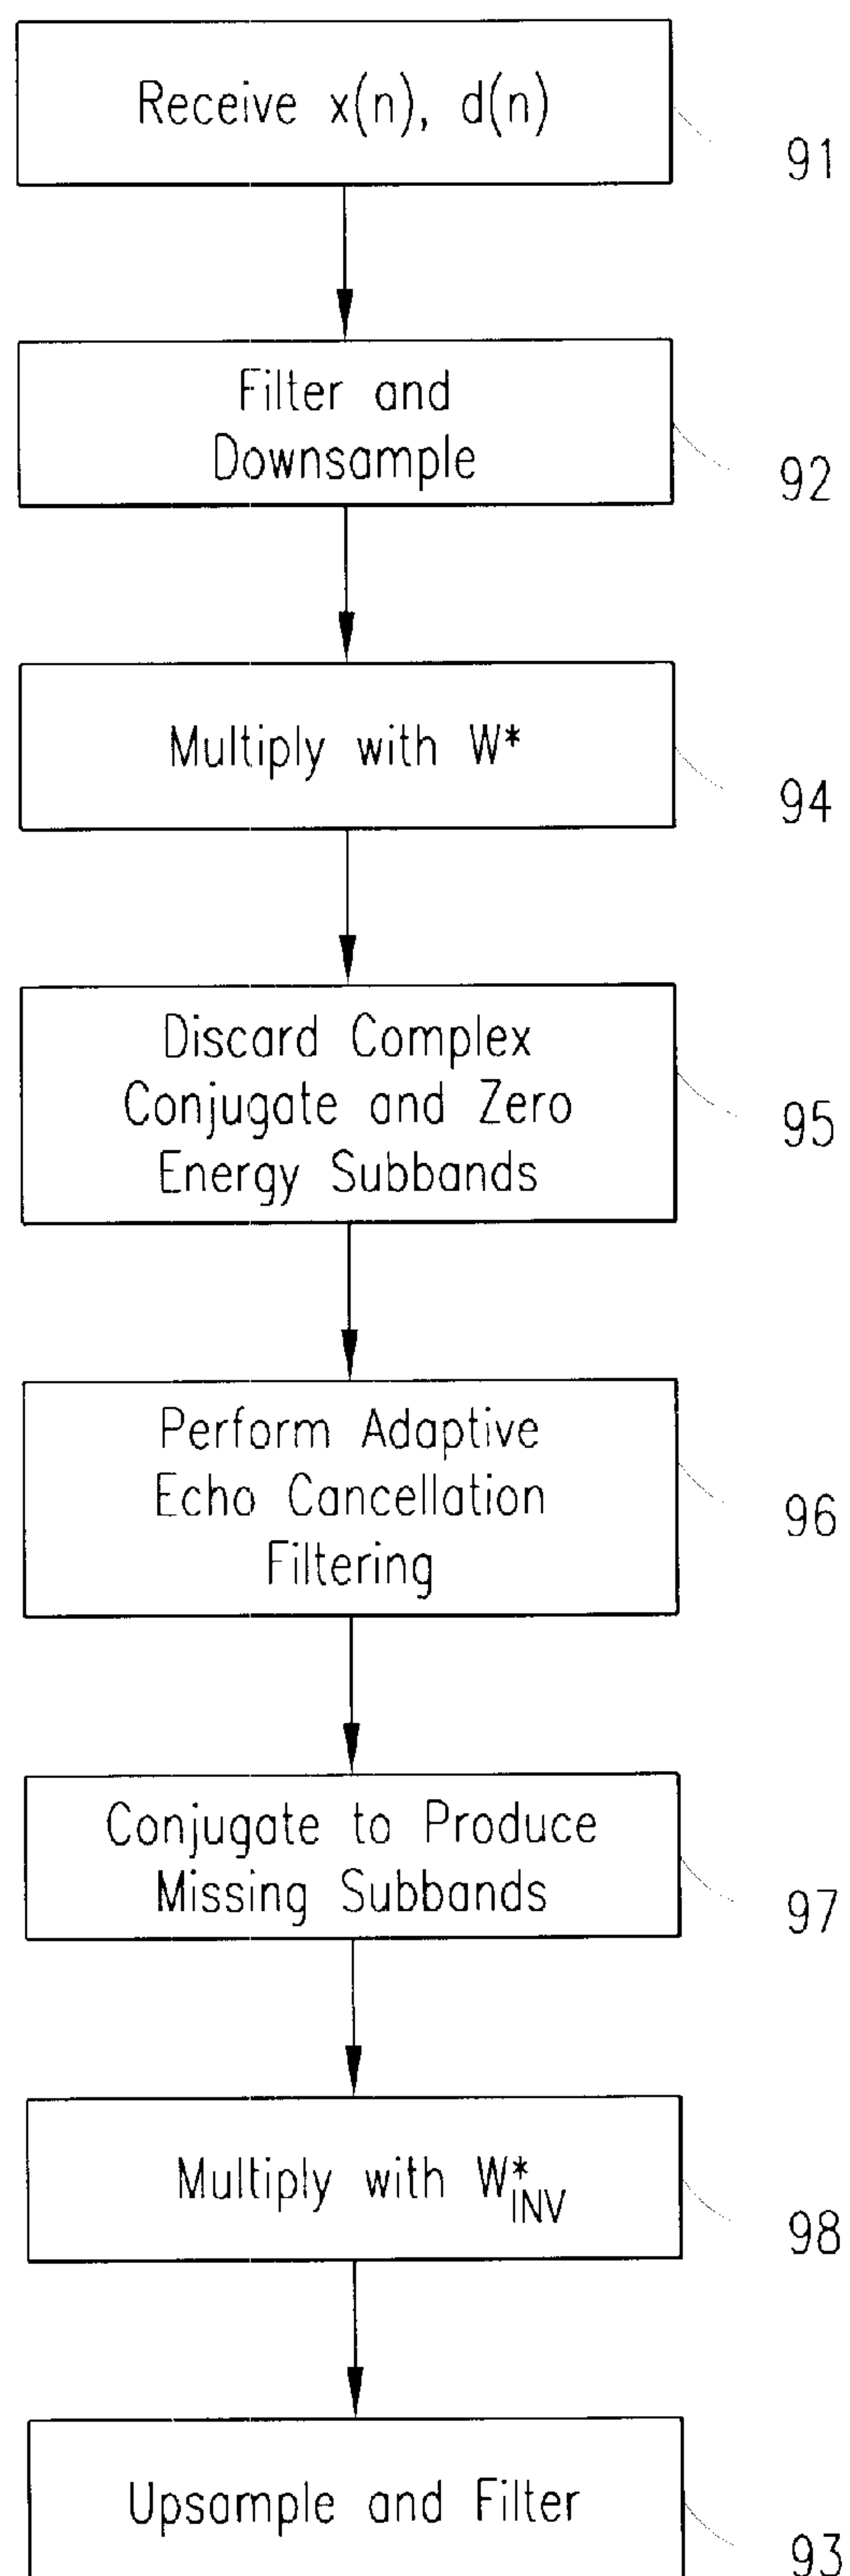 Receive x(n), d(n)
91
Filter and
Downsample
92
Multiply with W*
94
Discard Complex
Conjugate and Zero
Energy Subbands
95
Perform Adaptive
Echo Cancellation
Filtering
96
Conjugate to Produce
Missing Subbands
97
Multiply with W*INV
98
Upsample and Filter
93